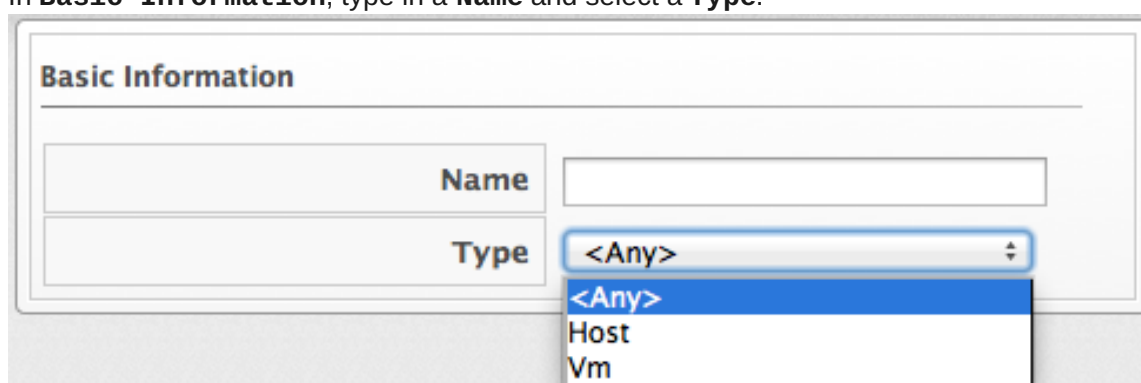 In Basic Information, type in a Name and select a Type.
Basic Information
Name
Type <Any>
<Any>
Host
Vm